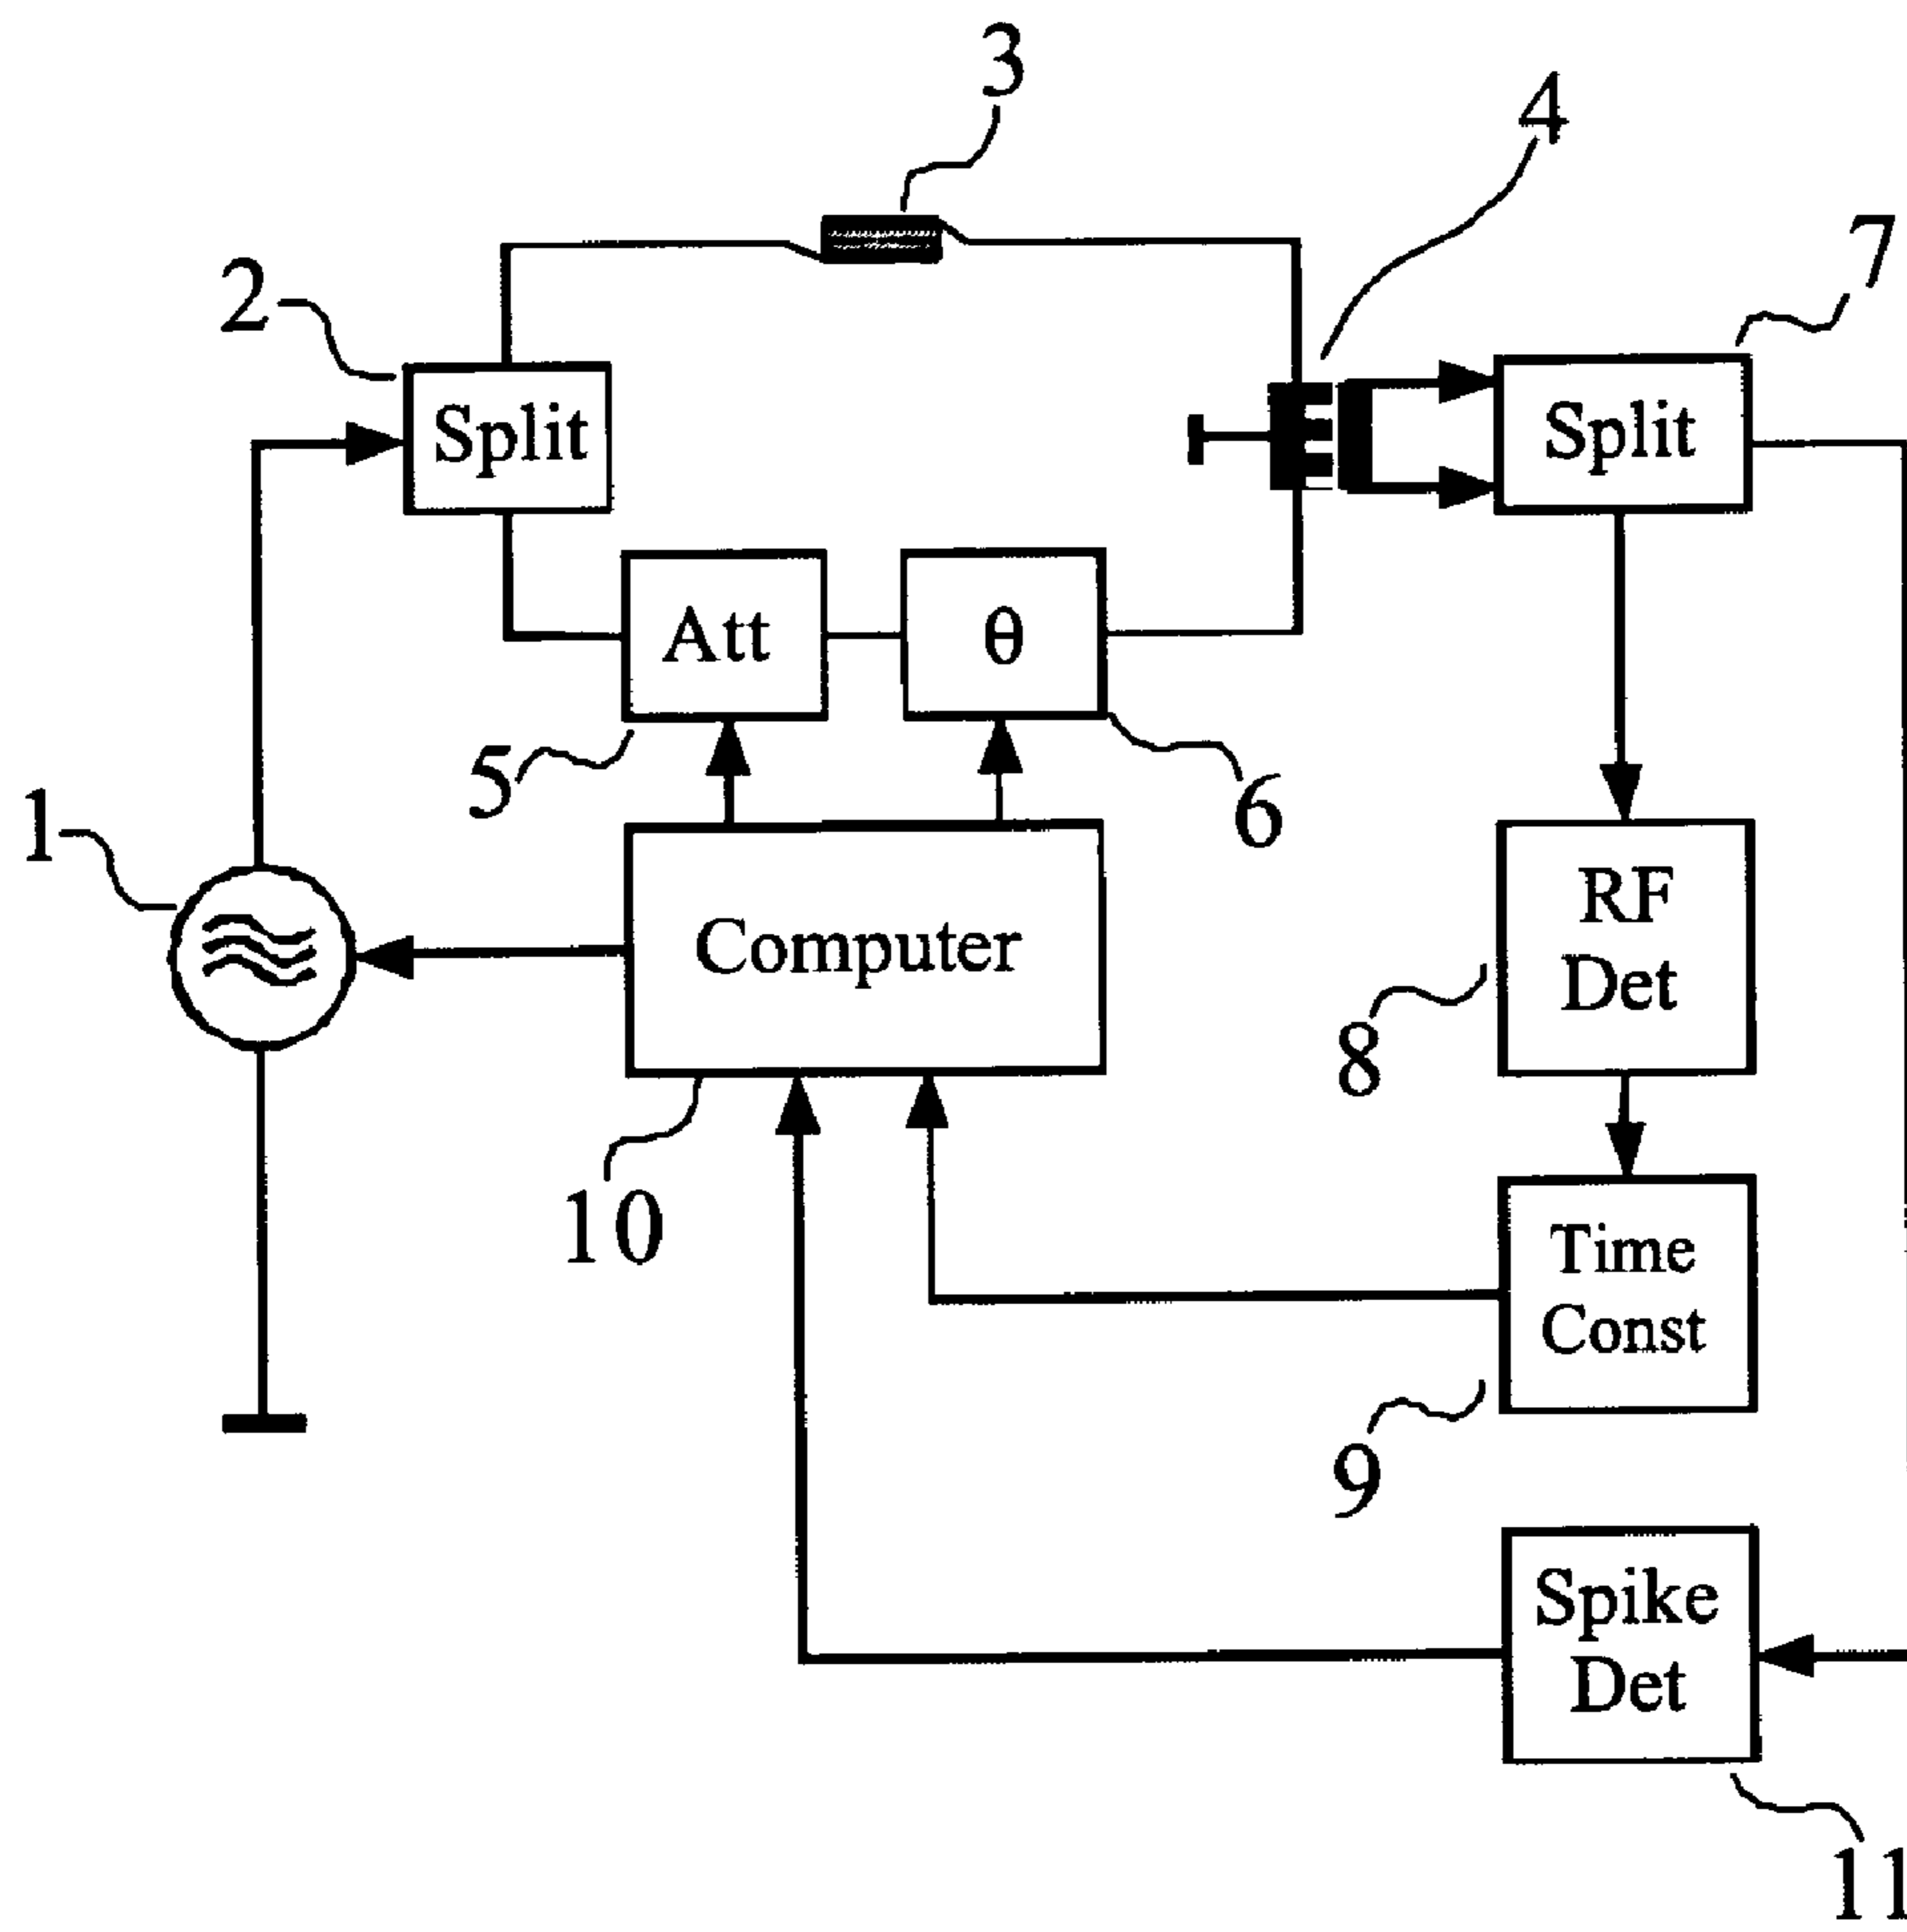 3
4
7
2
Split
Split
Att
θ
5
6
1
RF
Det
Computer
8
10
Time
Const
9
Spike
Det
11